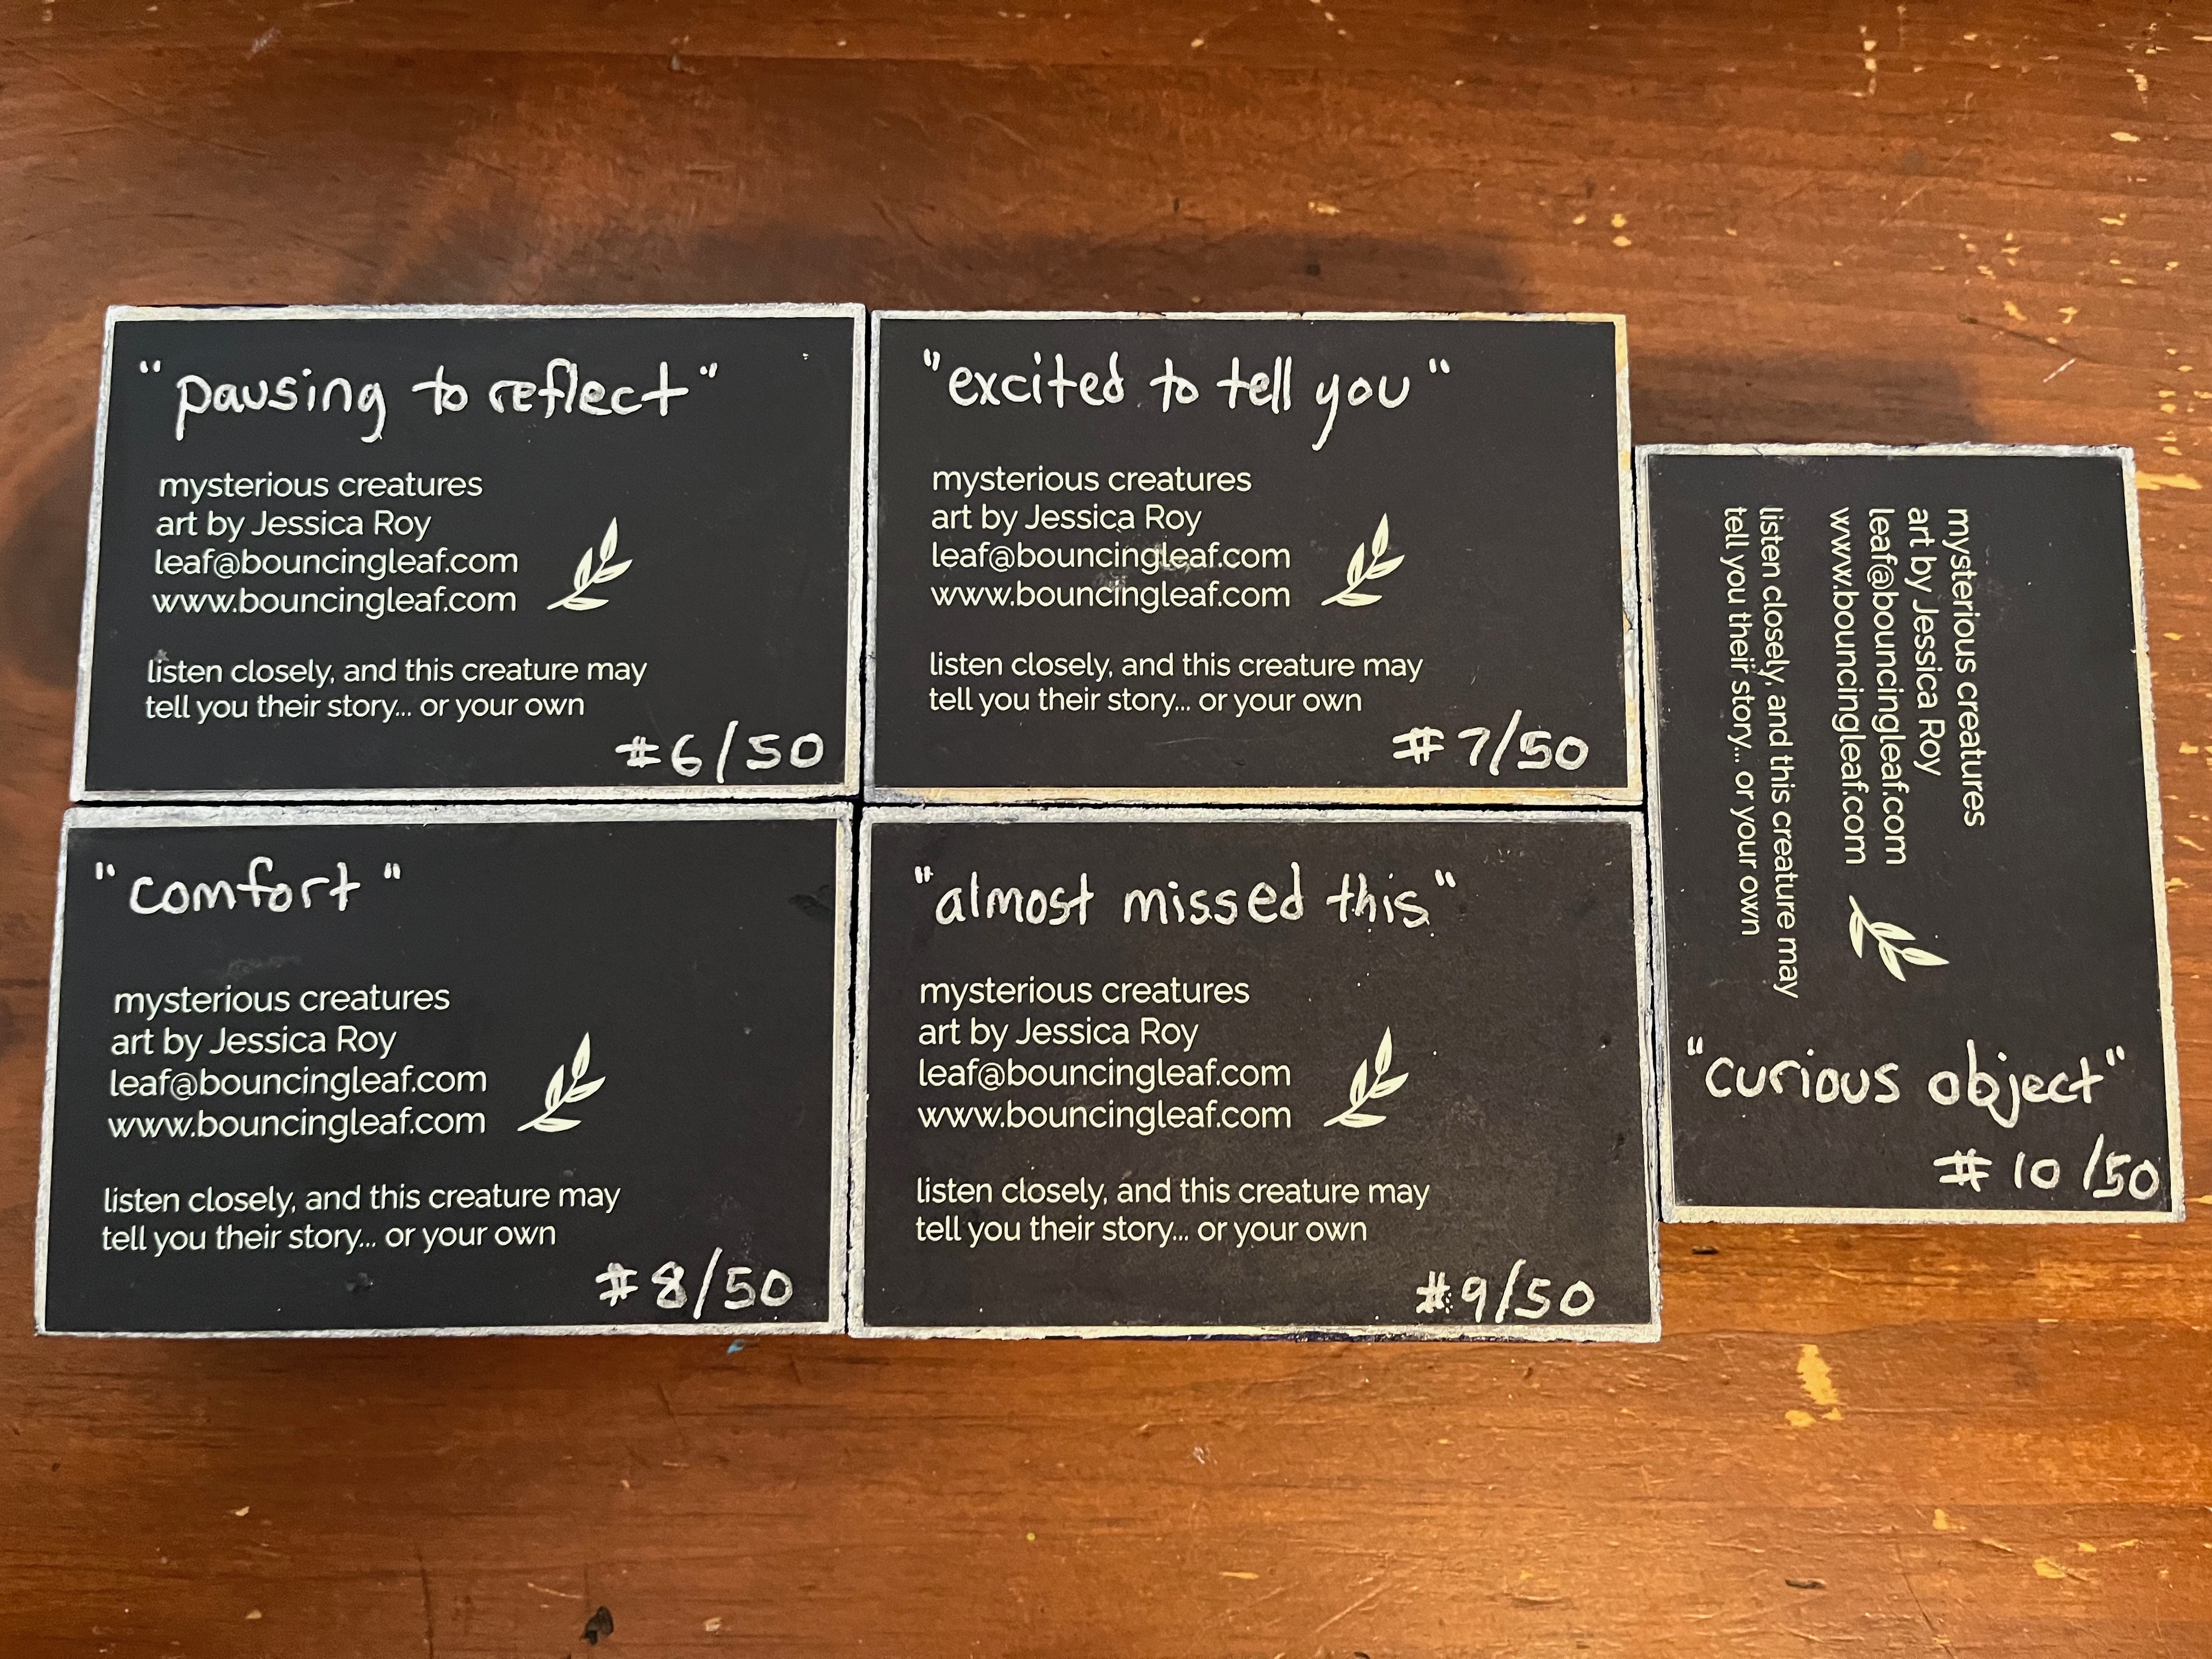 "pausing to reflect"
mysterious creatures
art by Jessica Roy
leaf@bouncingleaf.com
www.bouncingleaf.com
listen closely, and this creature may
tell you their story... or your own
#6/50
"excited to tell you"
mysterious creatures
art by Jessica Roy
leaf@bouncingleaf.com
www.bouncingleaf.com
listen closely, and this creature may
tell you their story... or your own
#7/50
"comfort"
mysterious creatures
art by Jessica Roy
leaf@bouncingleaf.com
www.bouncingleaf.com
listen closely, and this creature may
tell you their story... or your own
#8/50
"almost missed this"
mysterious creatures
art by Jessica Roy
leaf@bouncingleaf.com
www.bouncingleaf.com
listen closely, and this creature may
tell you their story... or your own
#9/50
mysterious creatures
art by Jessica Roy
leaf@bouncingleaf.com
www.bouncingleaf.com
listen closely, and this creature may
tell you their story... or your own
"curious object"
#10/50